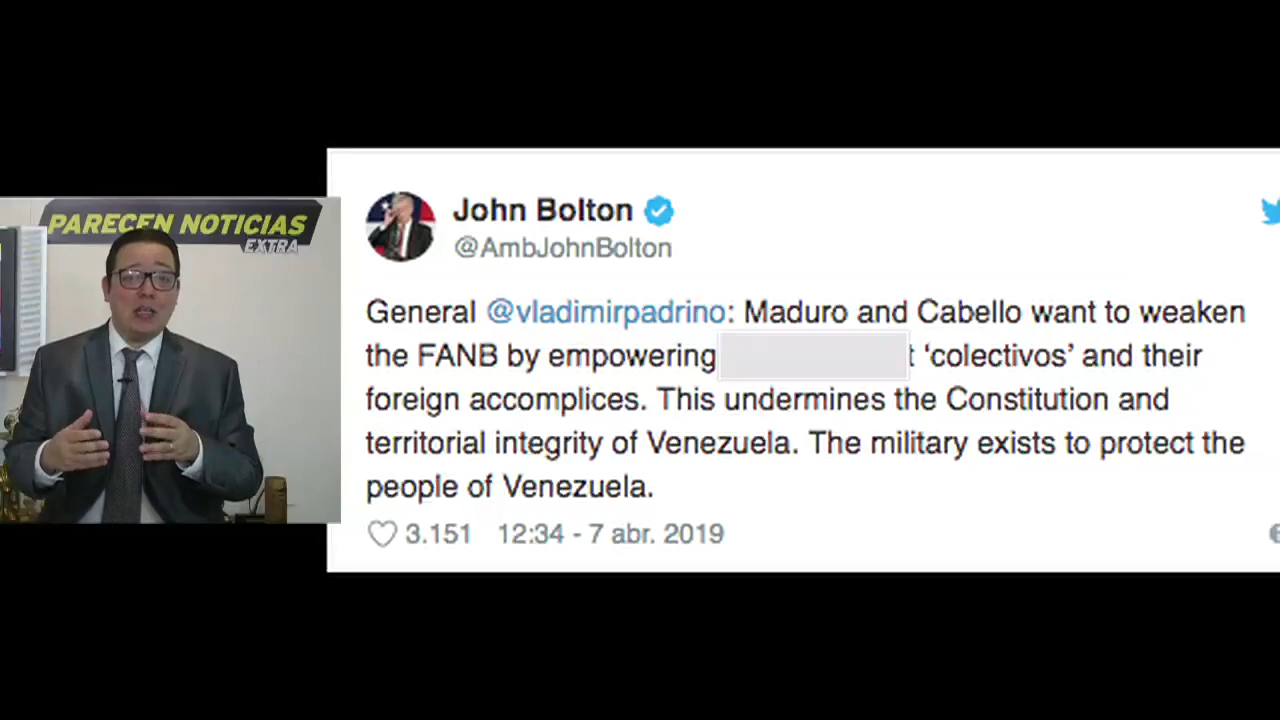 PARECEN NOTICIAS
EXTRA
John Bolton
@AmbJohnBolton
General @vladimirpadrino: Maduro and Cabello want to weaken
the FANB by empowering t ‘colectivos’ and their
foreign accomplices. This undermines the Constitution and
territorial integrity of Venezuela. The military exists to protect the
people of Venezuela.
3.151 12:34 - 7 abr. 2019